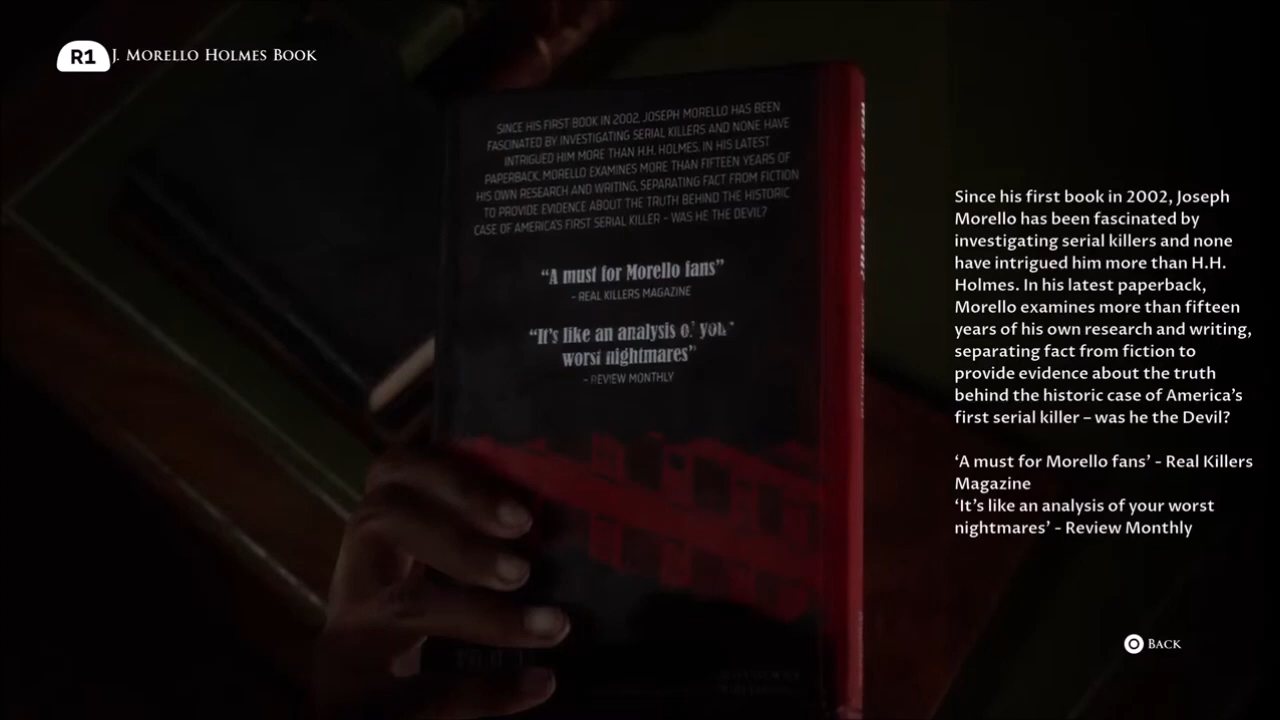 R1 J. Morello Holmes Book
SINCE HIS FIRST BOOK IN 2002, JOSEPH MORELLO HAS BEEN
FASCINATED BY INVESTIGATING SERIAL KILLERS AND NONE HAVE
INTRIGUED HIM MORE THAN H.H. HOLMES. IN HIS LATEST
PAPERBACK, MORELLO EXAMINES MORE THAN FIFTEEN YEARS OF
HIS OWN RESEARCH AND WRITING, SEPARATING FACT FROM FICTION
TO PROVIDE EVIDENCE ABOUT THE TRUTH BEHIND THE HISTORIC
CASE OF AMERICA'S FIRST SERIAL KILLER - WAS HE THE DEVIL?
“A must for Morello fans”
- REAL KILLERS MAGAZINE
“It's like an analysis of your
worst nightmares”
- REVIEW MONTHLY
Since his first book in 2002, Joseph
Morello has been fascinated by
investigating serial killers and none
have intrigued him more than H.H.
Holmes. In his latest paperback,
Morello examines more than fifteen
years of his own research and writing,
separating fact from fiction to
provide evidence about the truth
behind the historic case of America’s
first serial killer – was he the Devil?
‘A must for Morello fans’ - Real Killers
Magazine
‘It’s like an analysis of your worst
nightmares’ - Review Monthly
Back